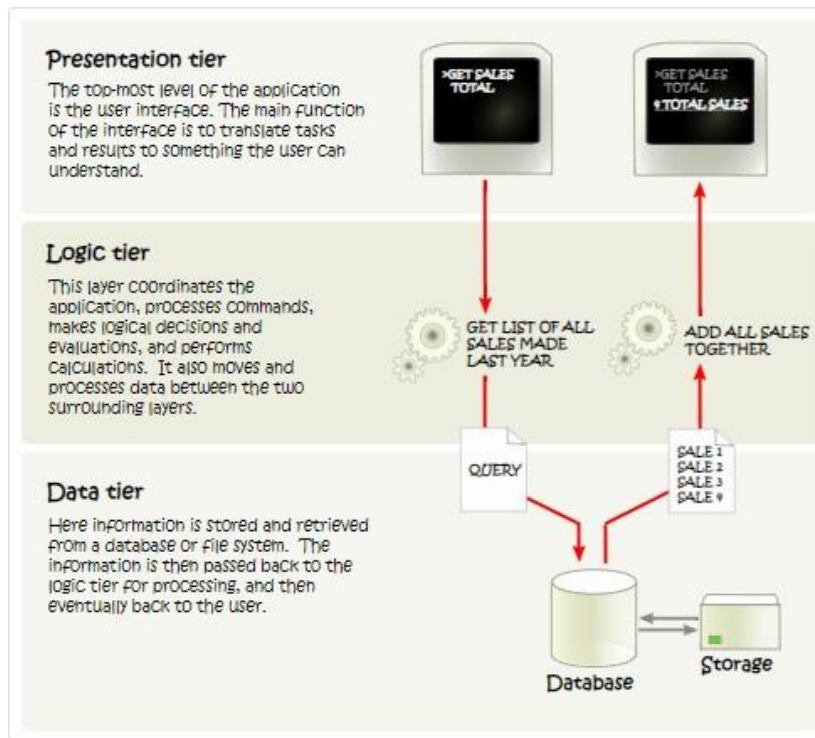 Presentation tier
The top-most level of the application
is the user interface. The main function
of the interface is to translate tasks
and results to something the user can
understand.
>GET SALES
TOTAL
>GET SALES
TOTAL
4 TOTAL SALES
Logic tier
This layer coordinates the
application, processes commands,
makes logical decisions and
evaluations, and performs
calculations. It also moves and
processes data between the two
surrounding layers.
GET LIST OF ALL
SALES MADE
LAST YEAR
ADD ALL SALES
TOGETHER
Data tier
Here information is stored and retrieved
from a database or file system. The
information is then passed back to the
logic tier for processing, and then
eventually back to the user.
QUERY
SALE 1
SALE 2
SALE 3
SALE 4
Database
Storage